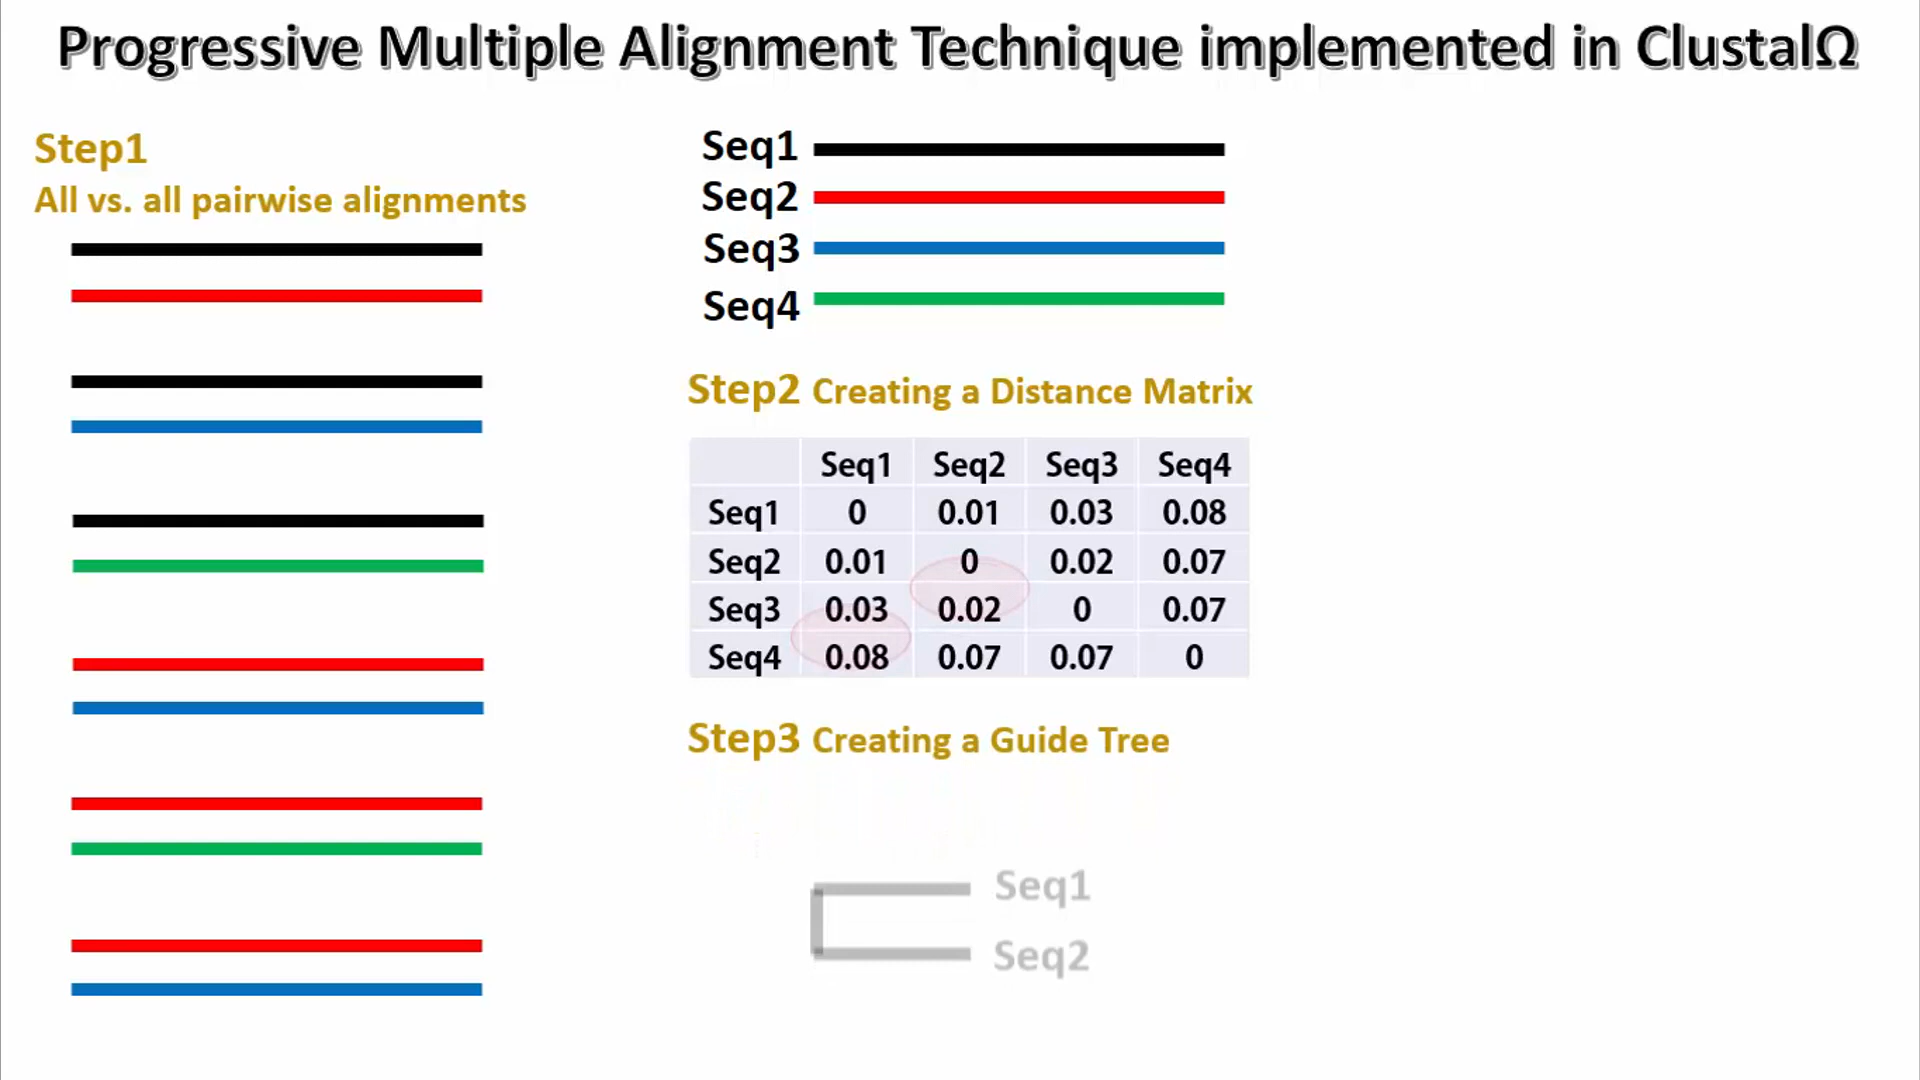 Progressive Multiple Alignment Technique implemented in ClustalΩ
Step1
All vs. all pairwise alignments
Seq1
Seq2
Seq3
Seq4
Step2 Creating a Distance Matrix
Seq1 Seq2 Seq3 Seq4
Seq1 0 0.01 0.03 0.08
Seq2 0.01 0 0.02 0.07
Seq3 0.03 0.02 0 0.07
Seq4 0.08 0.07 0.07 0
Step3 Creating a Guide Tree
Seq1
Seq2